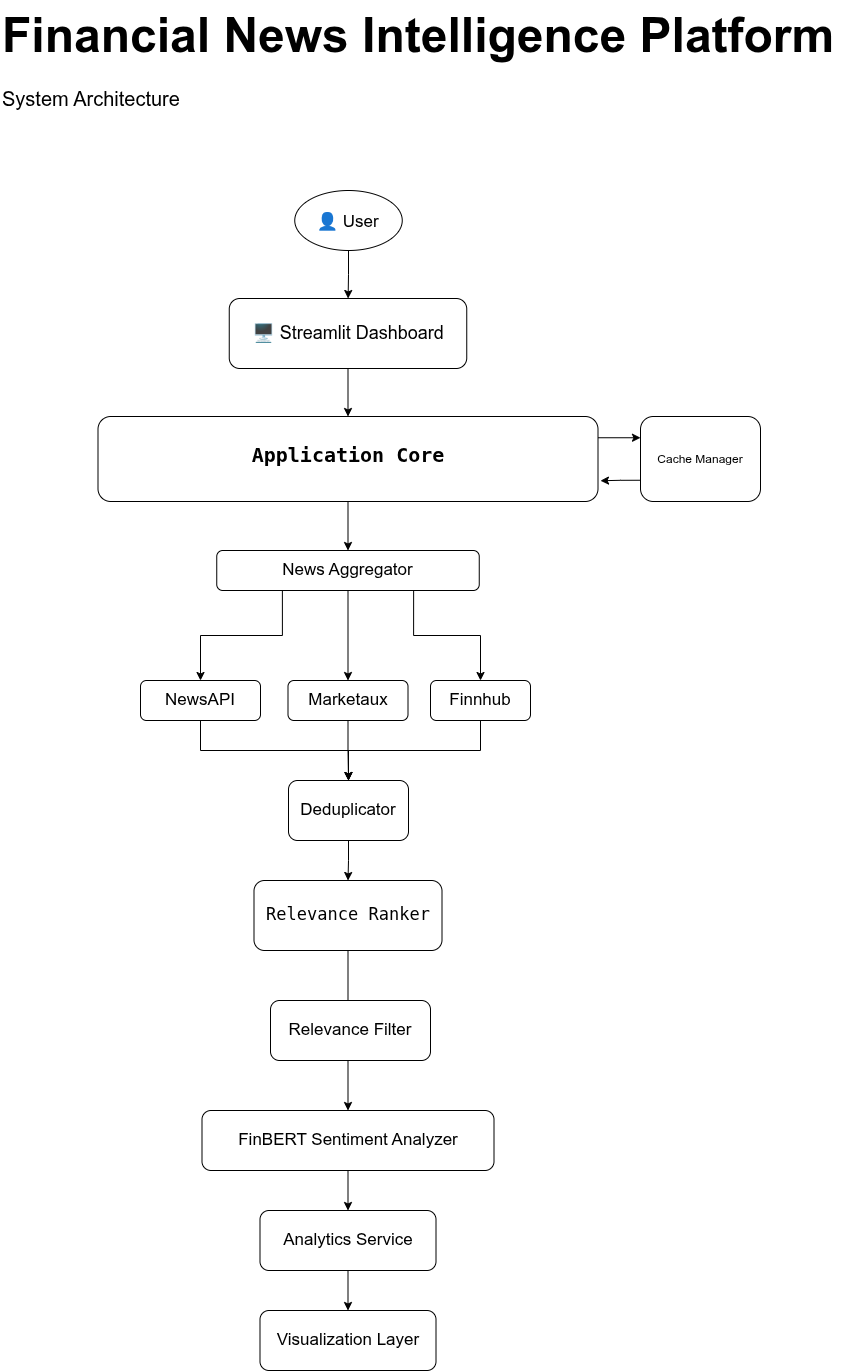 Financial News Intelligence Platform
System Architecture
👤 User
🖥️ Streamlit Dashboard
Application Core
Cache Manager
News Aggregator
NewsAPI
Marketaux
Finnhub
Deduplicator
Relevance Ranker
Relevance Filter
FinBERT Sentiment Analyzer
Analytics Service
Visualization Layer